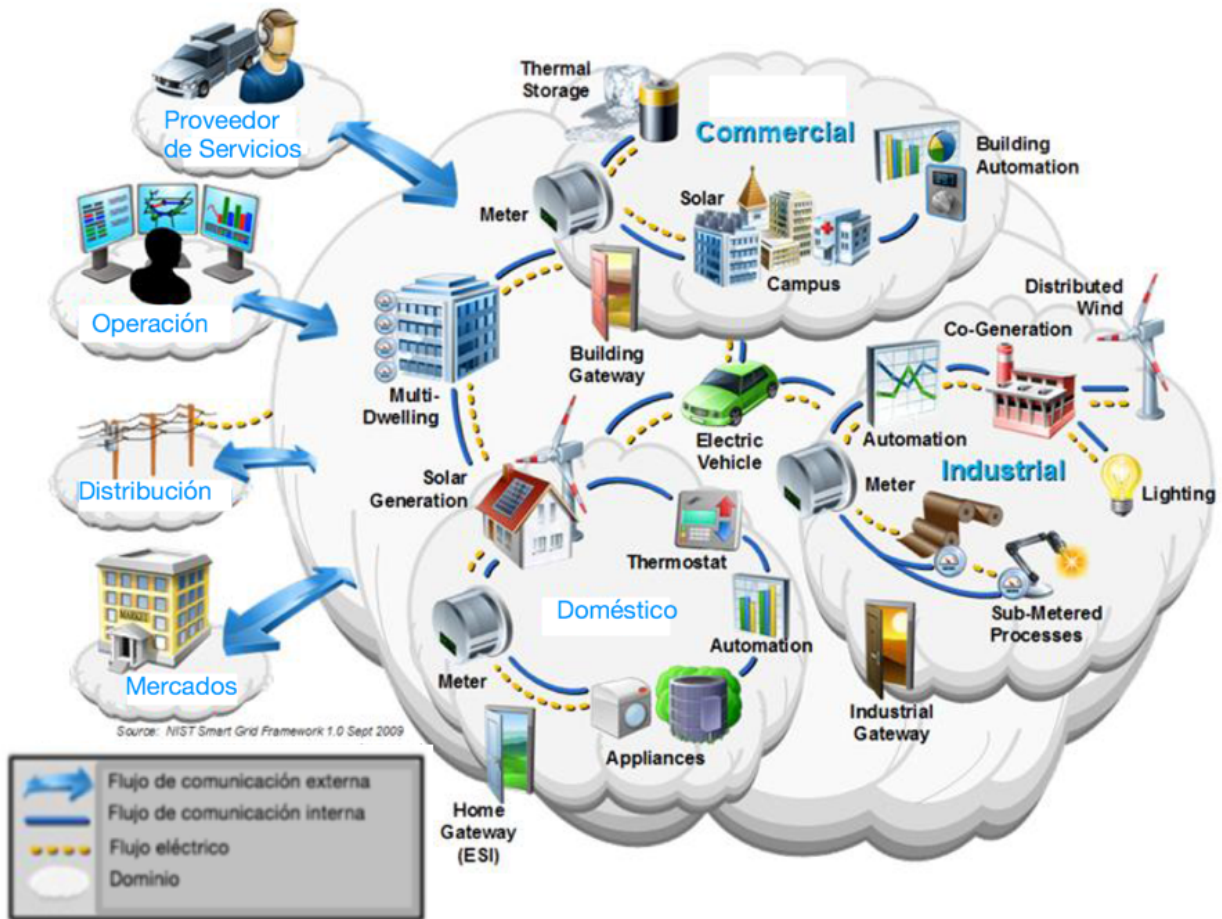 Proveedor
de Servicios
Operación
Distribución
MARKET
Mercados
Source: NIST Smart Grid Framework 1.0 Sept 2009
Thermal
Storage
Commercial
Building
Automation
Meter
Solar
Campus
Building
Gateway
Multi-
Dwelling
Electric
Vehicle
Distributed
Wind
Co-Generation
Automation
Industrial
Meter
Lighting
Sub-Metered
Processes
Industrial
Gateway
Solar
Generation
Thermostat
Doméstico
Automation
Meter
Appliances
Home
Gateway
(ESI)
Flujo de comunicación externa
Flujo de comunicación interna
Flujo eléctrico
Dominio